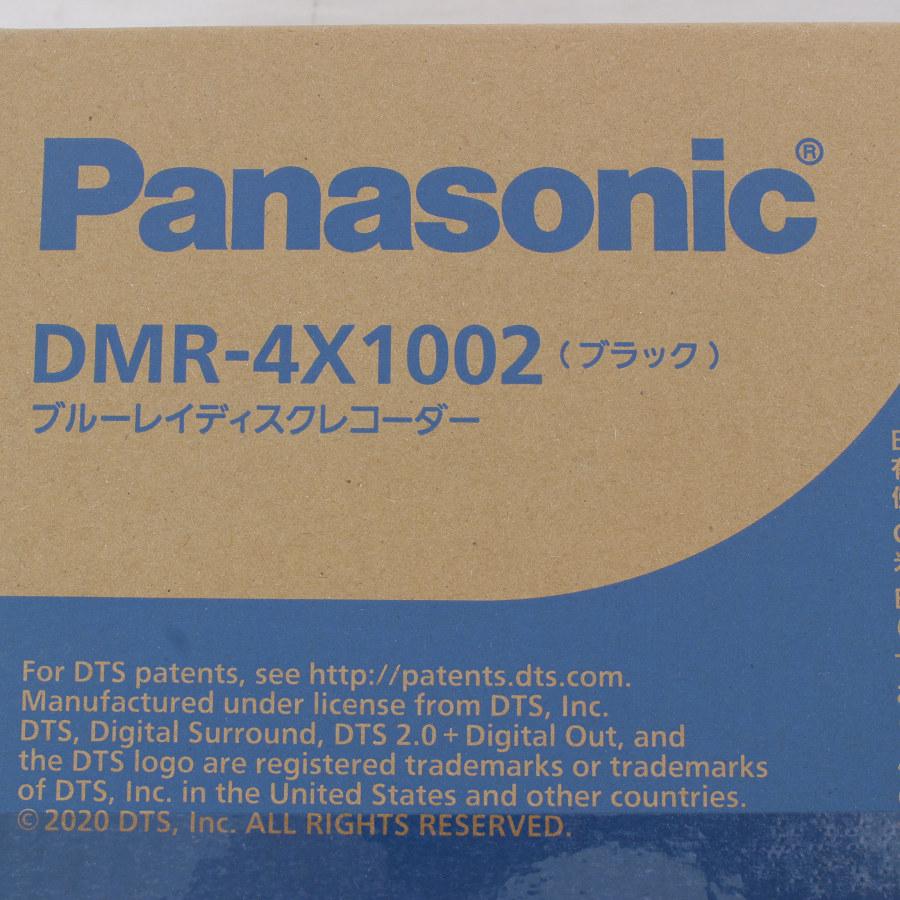 Panasonic®
DMR-4X1002（ブラック）
ブルーレイディスクレコーダー
For DTS patents, see http://patents.dts.com.
Manufactured under license from DTS, Inc.
DTS, Digital Surround, DTS 2.0+Digital Out, and
the DTS logo are registered trademarks or trademarks
of DTS, Inc. in the United States and other countries.
©2020 DTS, Inc. ALL RIGHTS RESERVED.